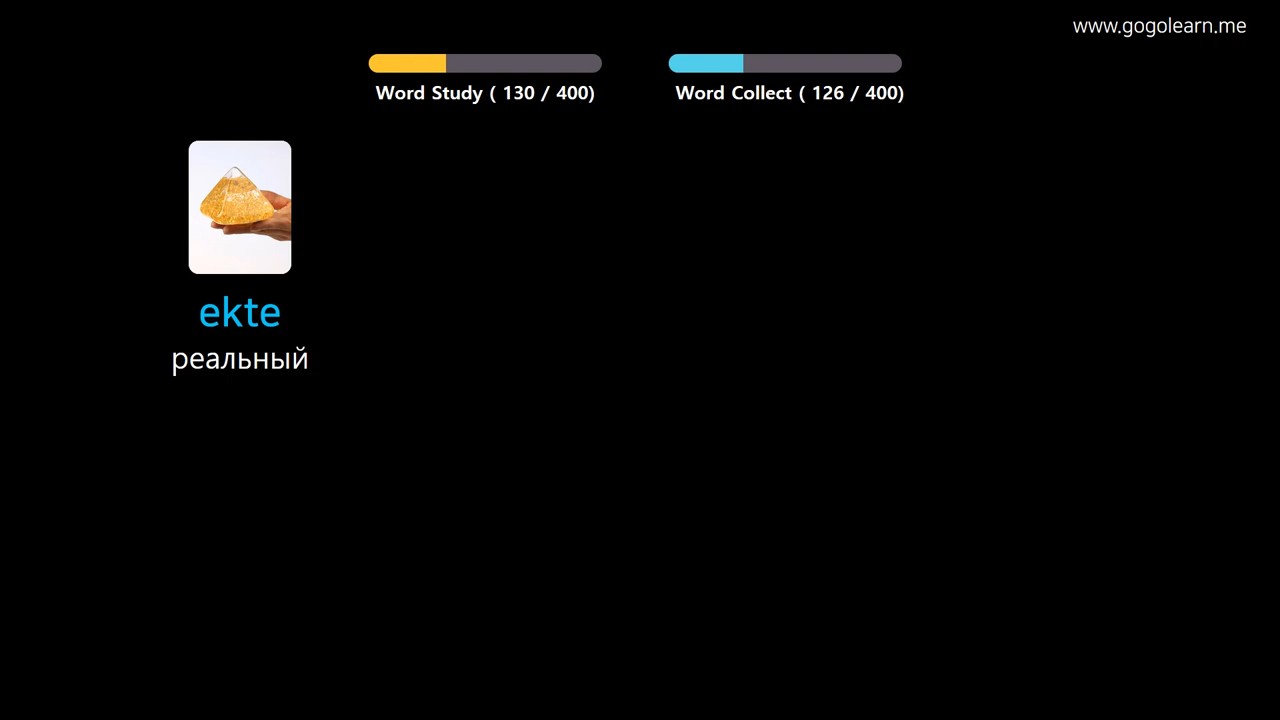 www.gogolearn.me
Word Study ( 130 / 400)
Word Collect ( 126 / 400)
ekte
реальный